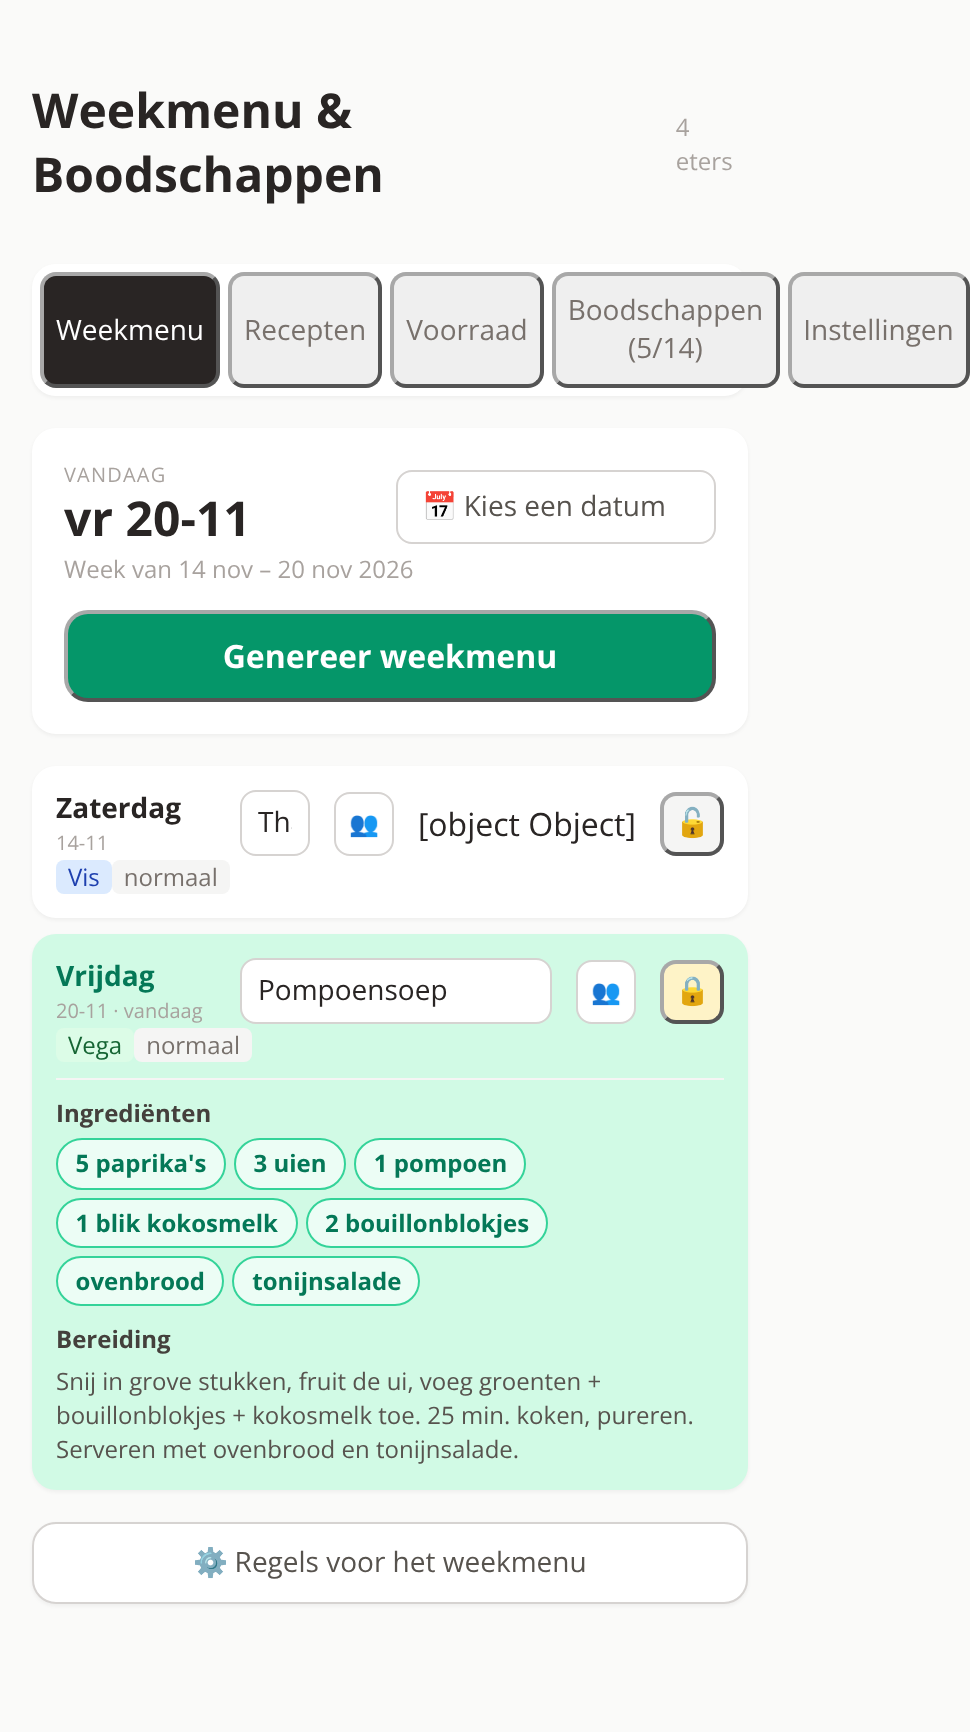 Weekmenu &
Boodschappen
4
eters
Weekmenu
Recepten
Voorraad
Boodschappen
(5/14)
Instellingen
VANDAAG
vr 20-11
📅 Kies een datum
Week van 14 nov – 20 nov 2026
Genereer weekmenu
Zaterdag
14-11
Vis normaal
Th
👥
[object Object]
🔓
Vrijdag
20-11 · vandaag
Vega normaal
Pompoensoep
👥
🔒
Ingrediënten
5 paprika's 3 uien 1 pompoen
1 blik kokosmelk 2 bouillonblokjes
ovenbrood tonijnsalade
Bereiding
Snij in grove stukken, fruit de ui, voeg groenten +
bouillonblokjes + kokosmelk toe. 25 min. koken, pureren.
Serveren met ovenbrood en tonijnsalade.
⚙️ Regels voor het weekmenu